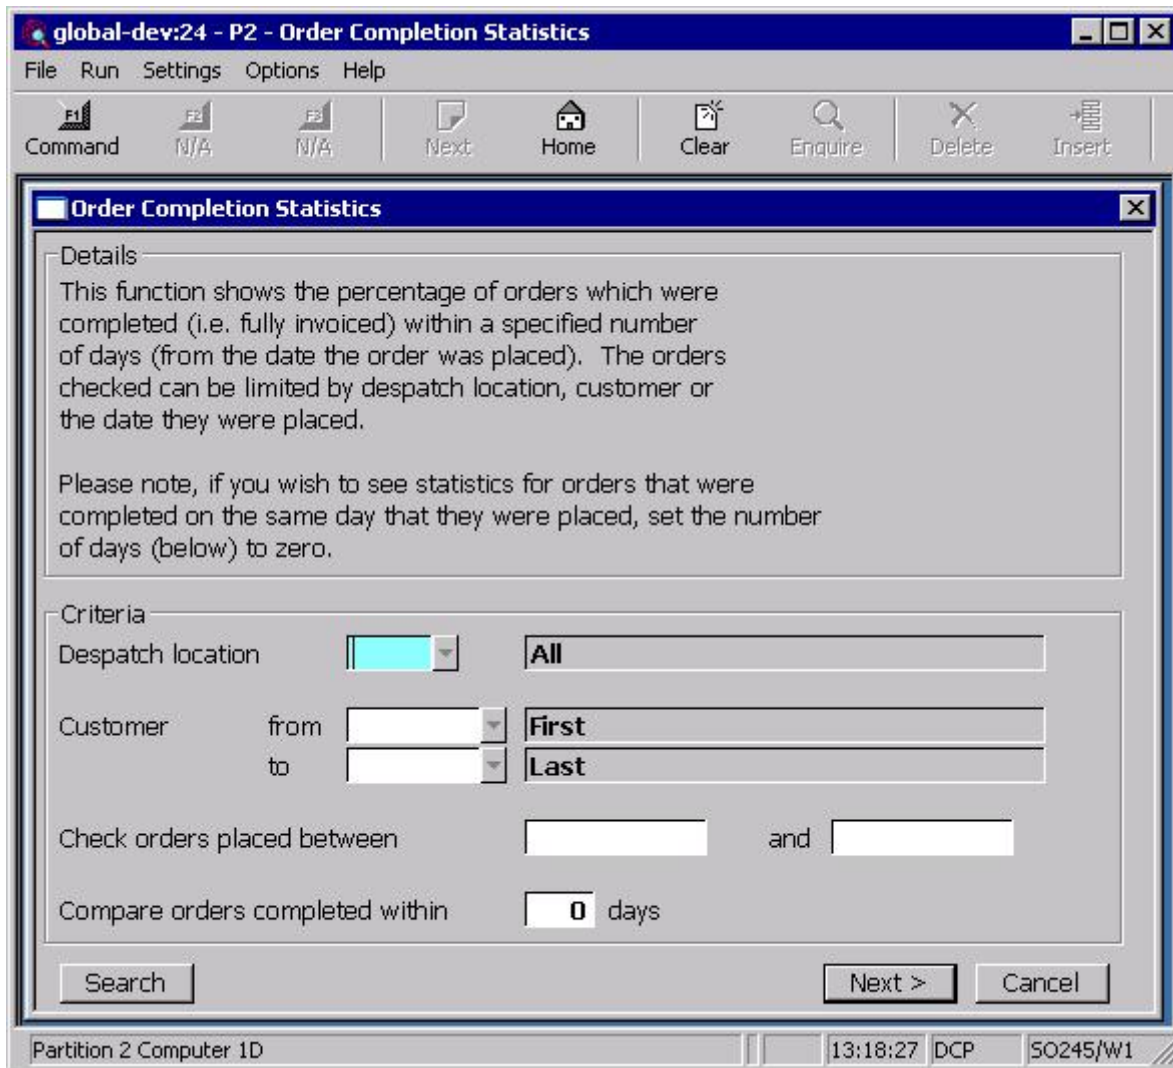 global-dev:24 - P2 - Order Completion Statistics
File Run Settings Options Help
F1 F2 F3
Command N/A N/A Next Home Clear Enquire Delete Insert
Order Completion Statistics
Details
This function shows the percentage of orders which were
completed (i.e. fully invoiced) within a specified number
of days (from the date the order was placed). The orders
checked can be limited by despatch location, customer or
the date they were placed.
Please note, if you wish to see statistics for orders that were
completed on the same day that they were placed, set the number
of days (below) to zero.
Criteria
Despatch location All
Customer from First
to Last
Check orders placed between and
Compare orders completed within 0 days
Search Next > Cancel
Partition 2 Computer 1D 13:18:27 DCP SO245/W1